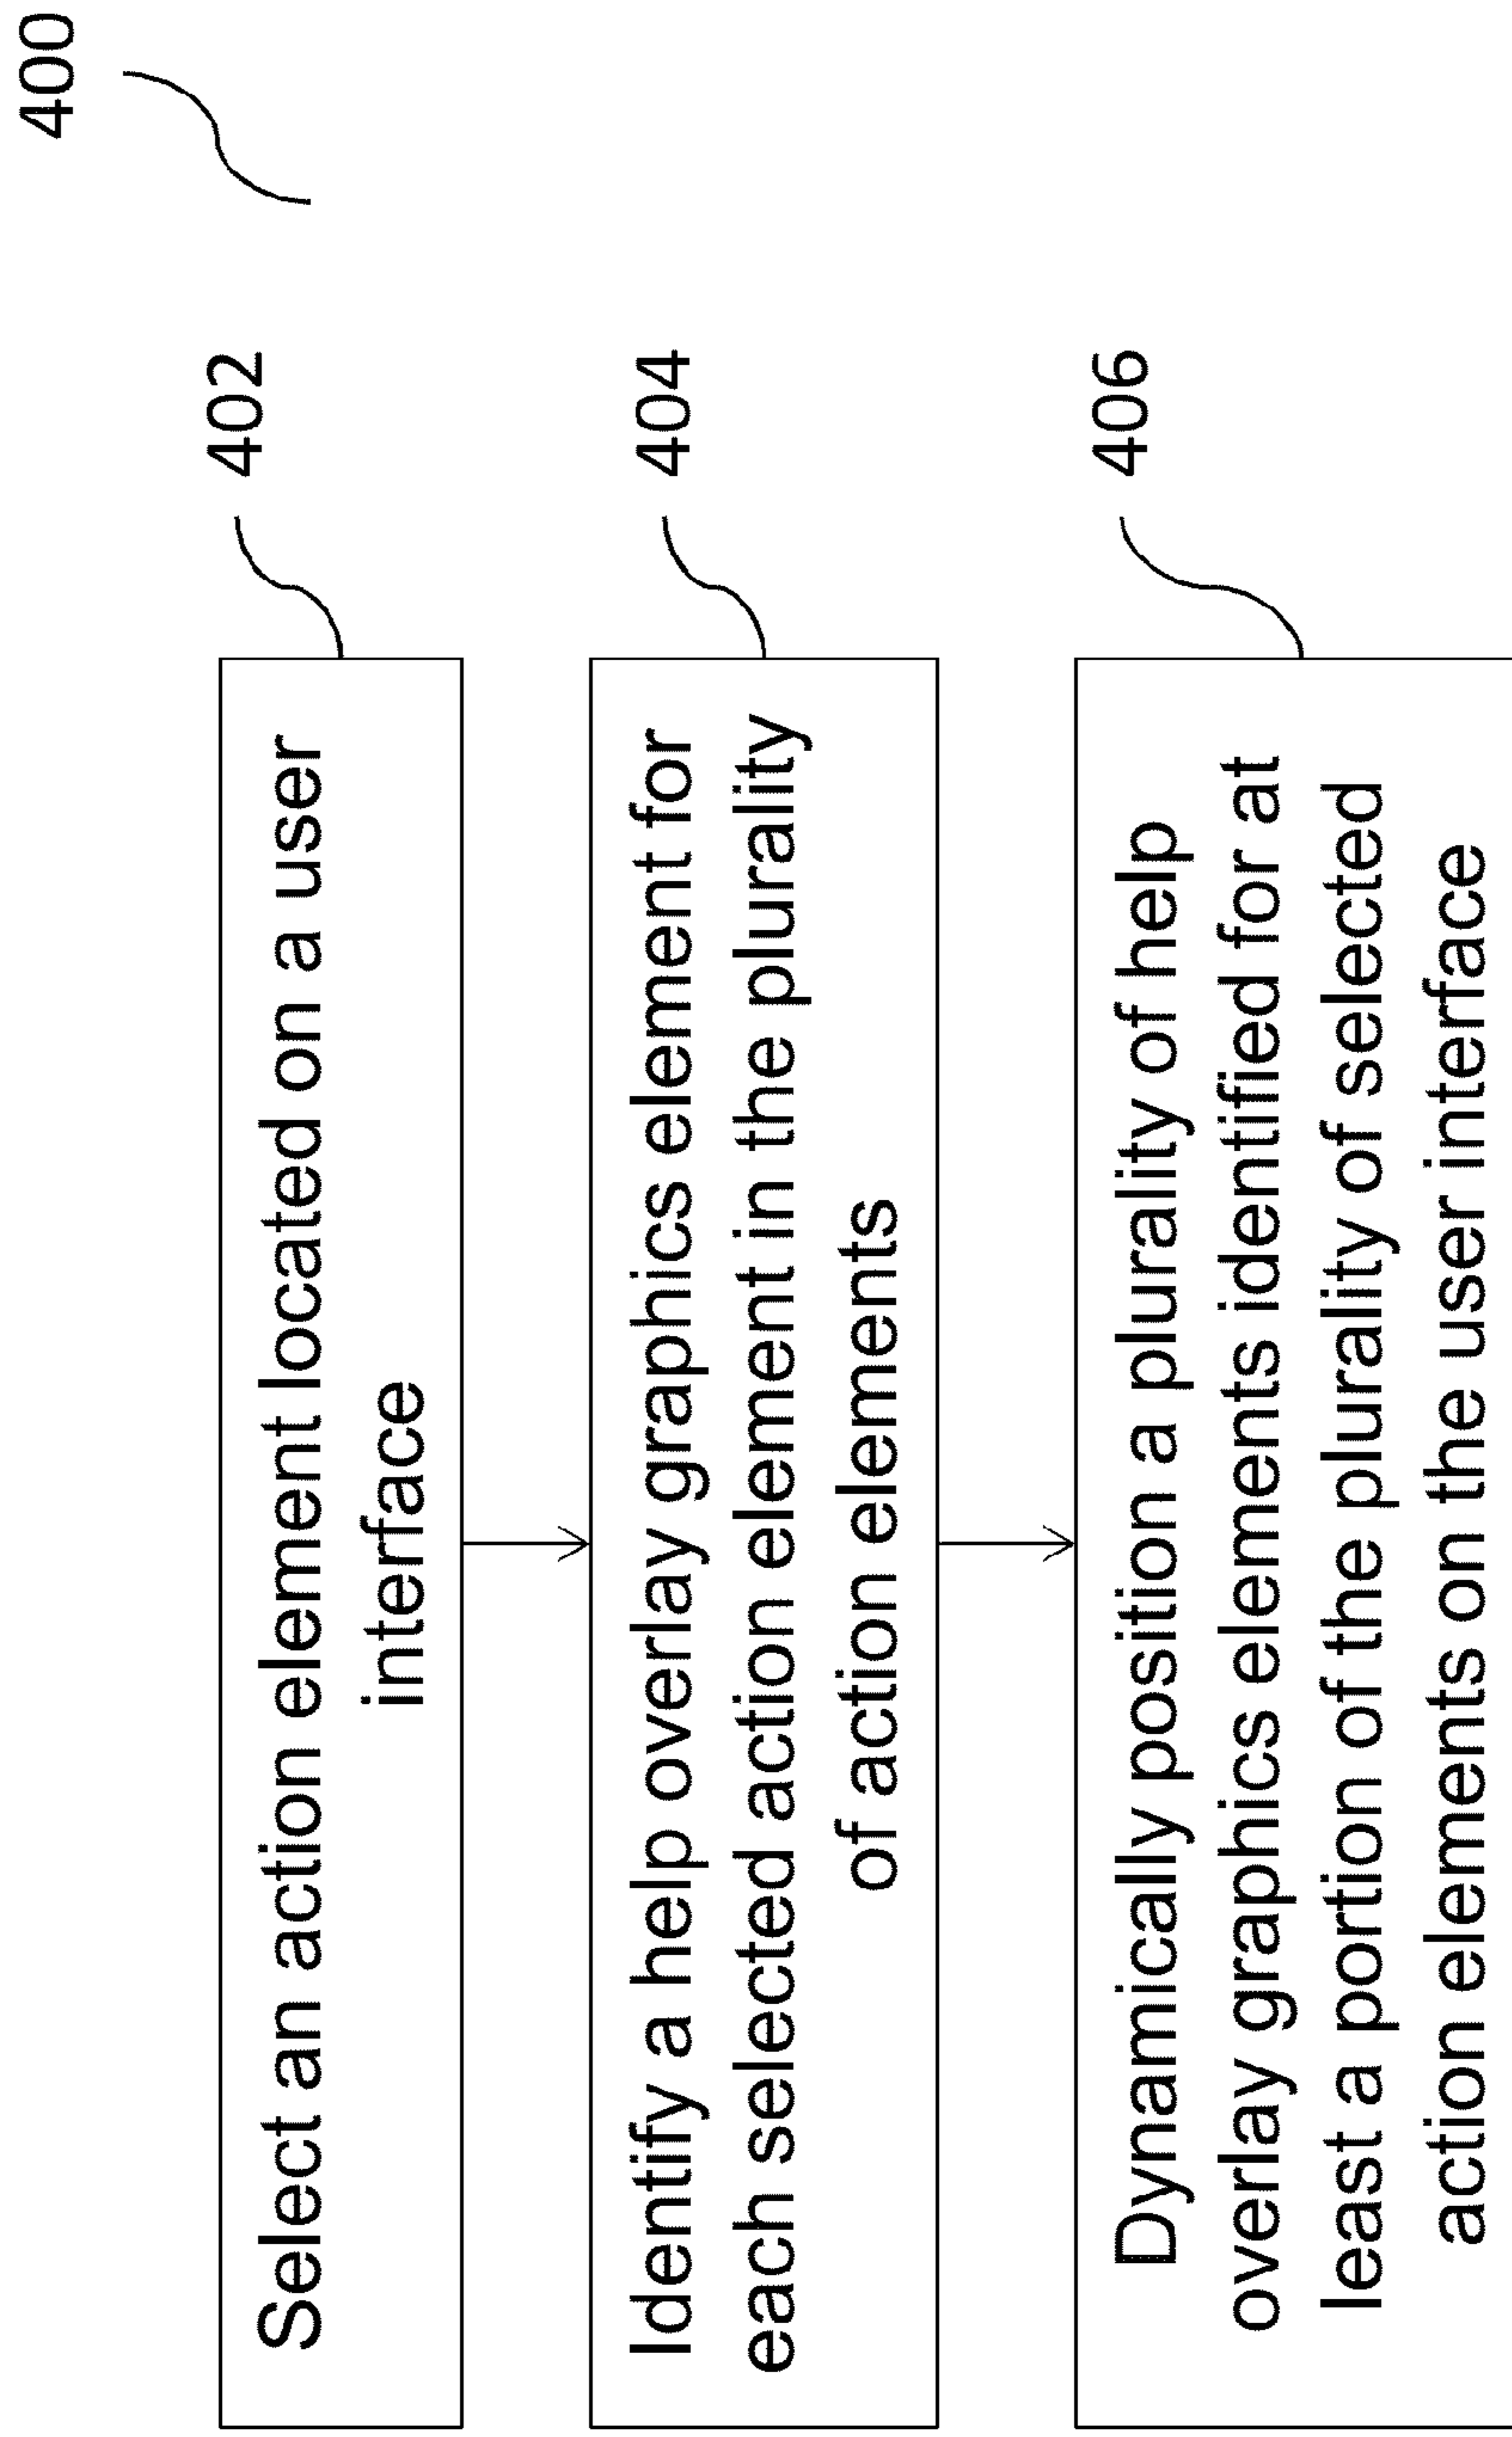 400
402
Select an action element located on a user
interface
404
Identify a help overlay graphics element for
each selected action element in the plurality
of action elements
406
Dynamically position a plurality of help
overlay graphics elements identified for at
least a portion of the plurality of selected
action elements on the user interface